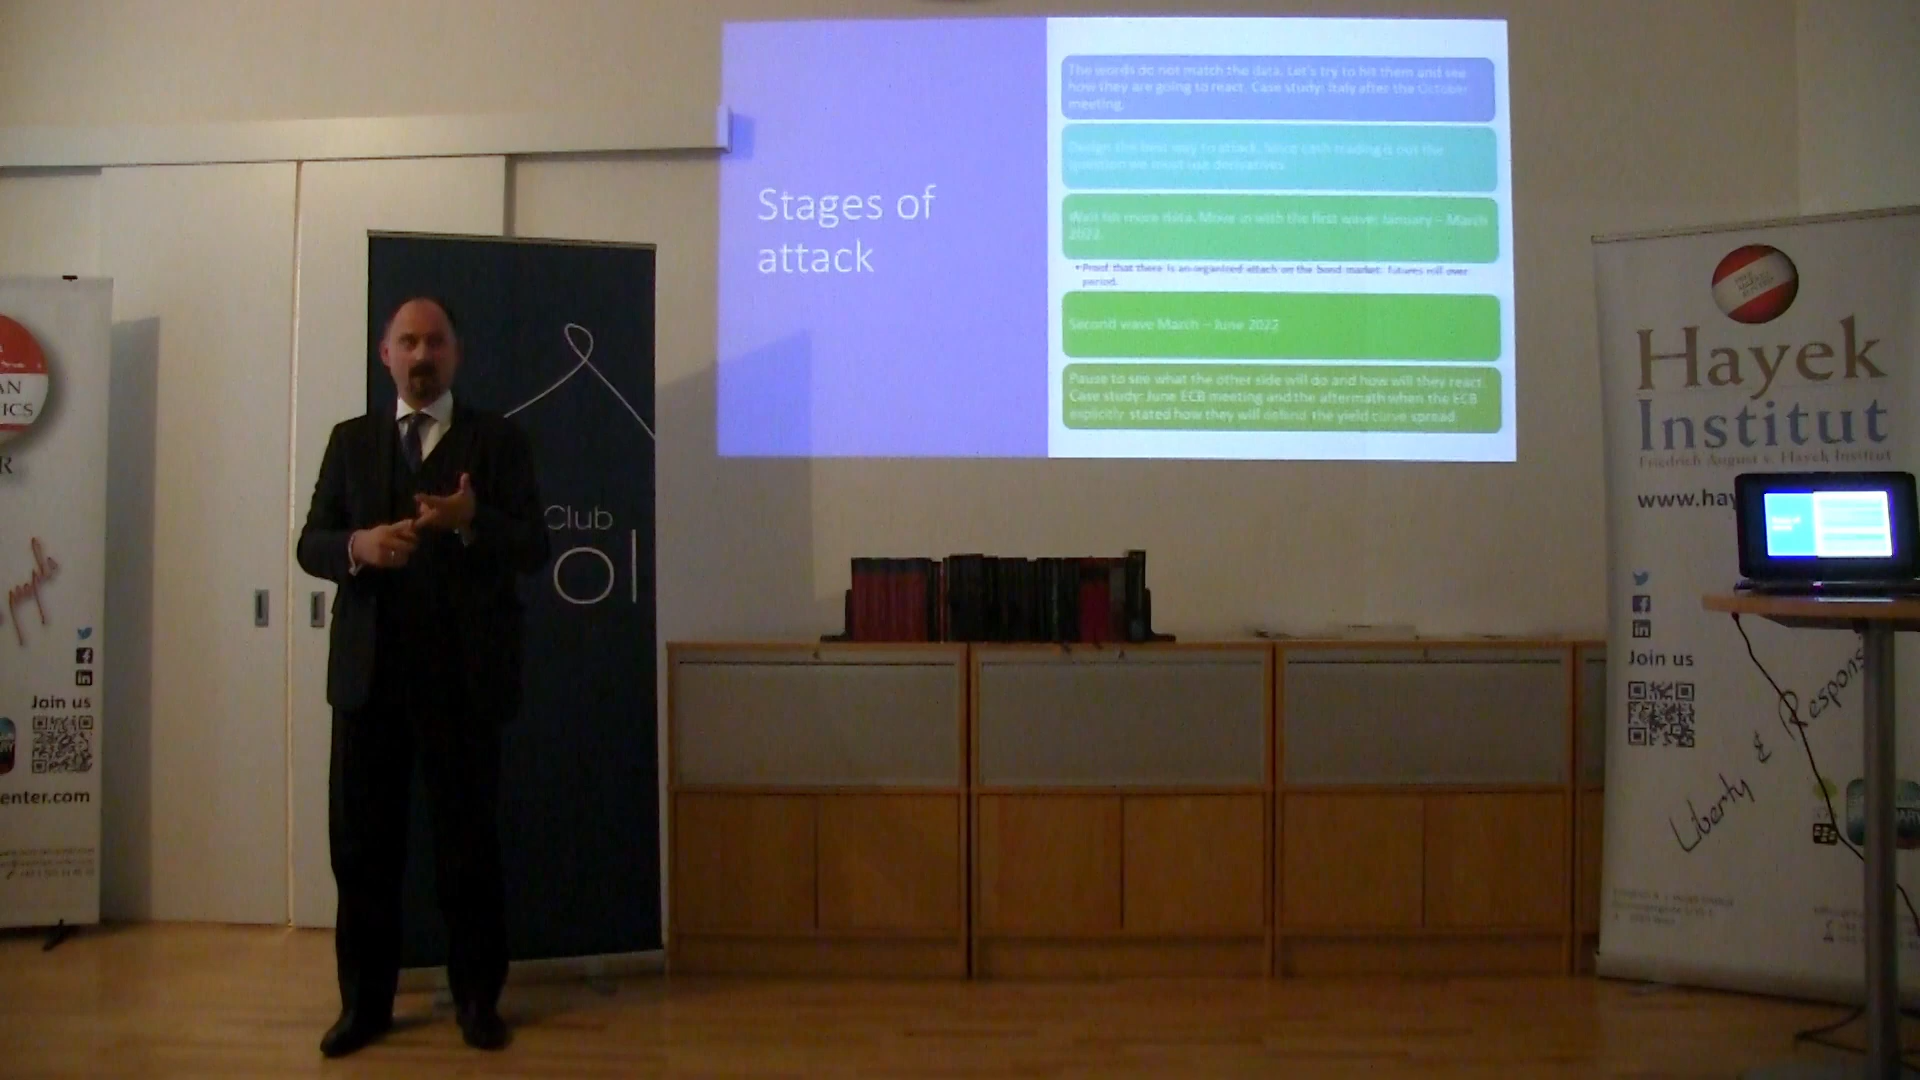 Stages of
attack
The words do not match the data. Let's try to hit them and see
how they are going to react. Case study: Italy after the October
meeting.
Design the best way to attack. Since cash trading is out the
question we must use derivatives
Wait for more data. Move in with the first wave: January – March
2022.
•Proof that there is an organized attack on the bond market: futures roll over
period.
Second wave March – June 2022
Pause to see what the other side will do and how will they react.
Case study: June ECB meeting and the aftermath when the ECB
explicitly stated how they will defend the yield curve spread.
AN
ICS
R
people
Join us
enter.com
Club
ol
Hayek
Institut
Friedrich August v. Hayek Institut
www.hay
Join us
Liberty & Respons